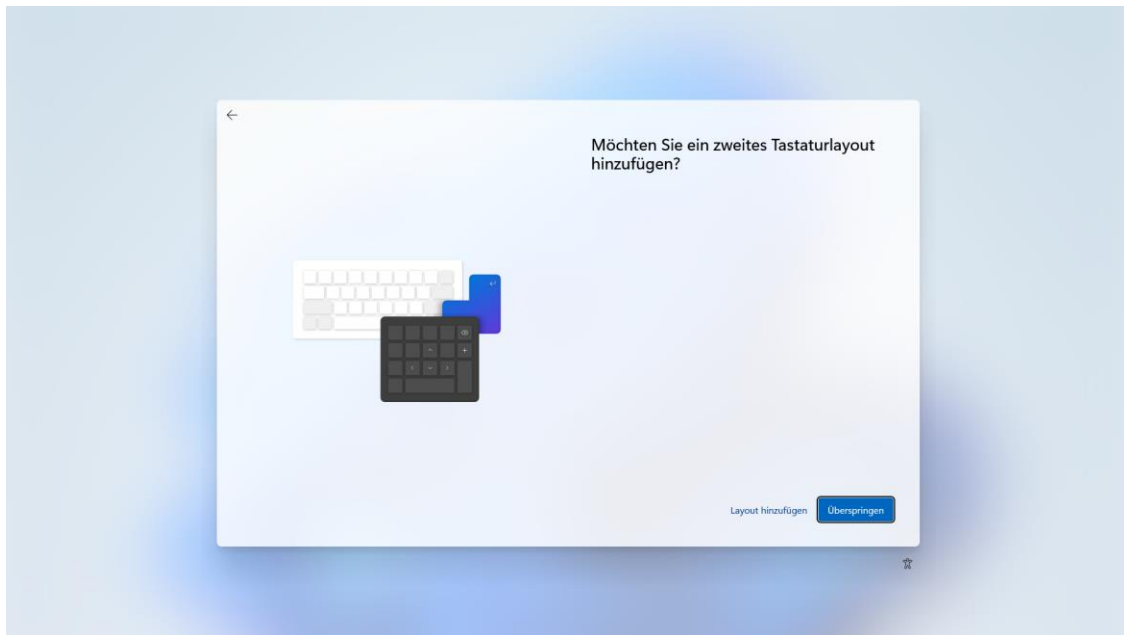 Möchten Sie ein zweites Tastaturlayout
hinzufügen?
Layout hinzufügen
Überspringen